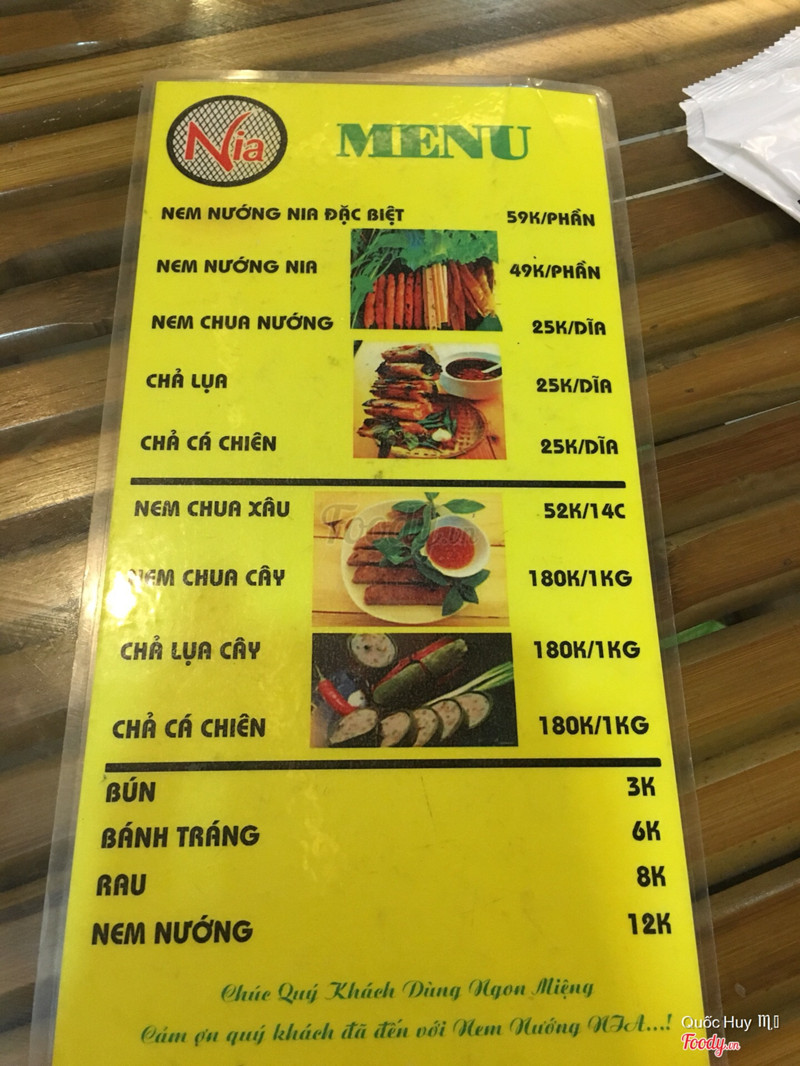 Nia
MENU
NEM NƯỚNG NIA ĐẶC BIỆT 59K/PHẦN
NEM NƯỚNG NIA 49K/PHẦN
NEM CHUA NƯỚNG 25K/DĨA
CHẢ LỤA 25K/DĨA
CHẢ CÁ CHIÊN 25K/DĨA
NEM CHUA XÂU 52K/14C
Foody.vn
NEM CHUA CÂY 180K/1KG
CHẢ LỤA CÂY 180K/1KG
CHẢ CÁ CHIÊN 180K/1KG
BÚN 3K
BÁNH TRÁNG 6K
RAU 8K
NEM NƯỚNG 12K
Chúc Quý Khách Dùng Ngon Miệng
Cám ơn quý khách đã đến với Nem Nướng NIA...!
Quốc Huy
Foody.vn